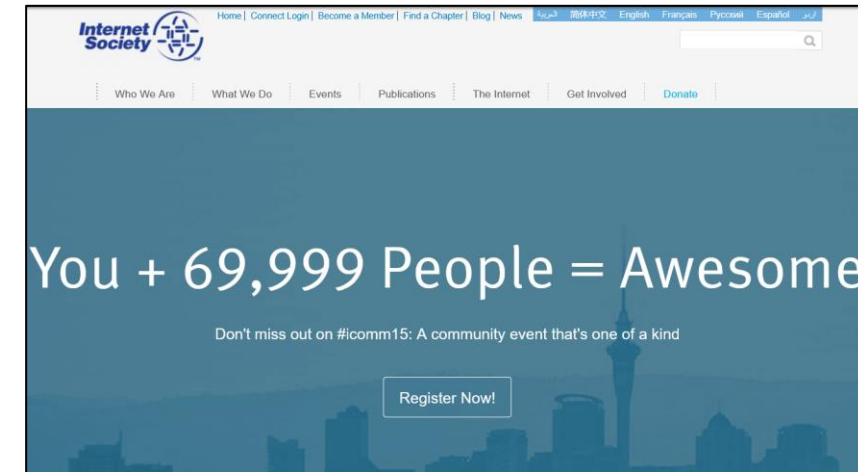 Internet
Society
Home | Connect Login | Become a Member | Find a Chapter | Blog | News العربية 简体中文 English Français Русский Español اردو
Who We Are What We Do Events Publications The Internet Get Involved Donate
You + 69,999 People = Awesome
Don't miss out on #icomm15: A community event that's one of a kind
Register Now!